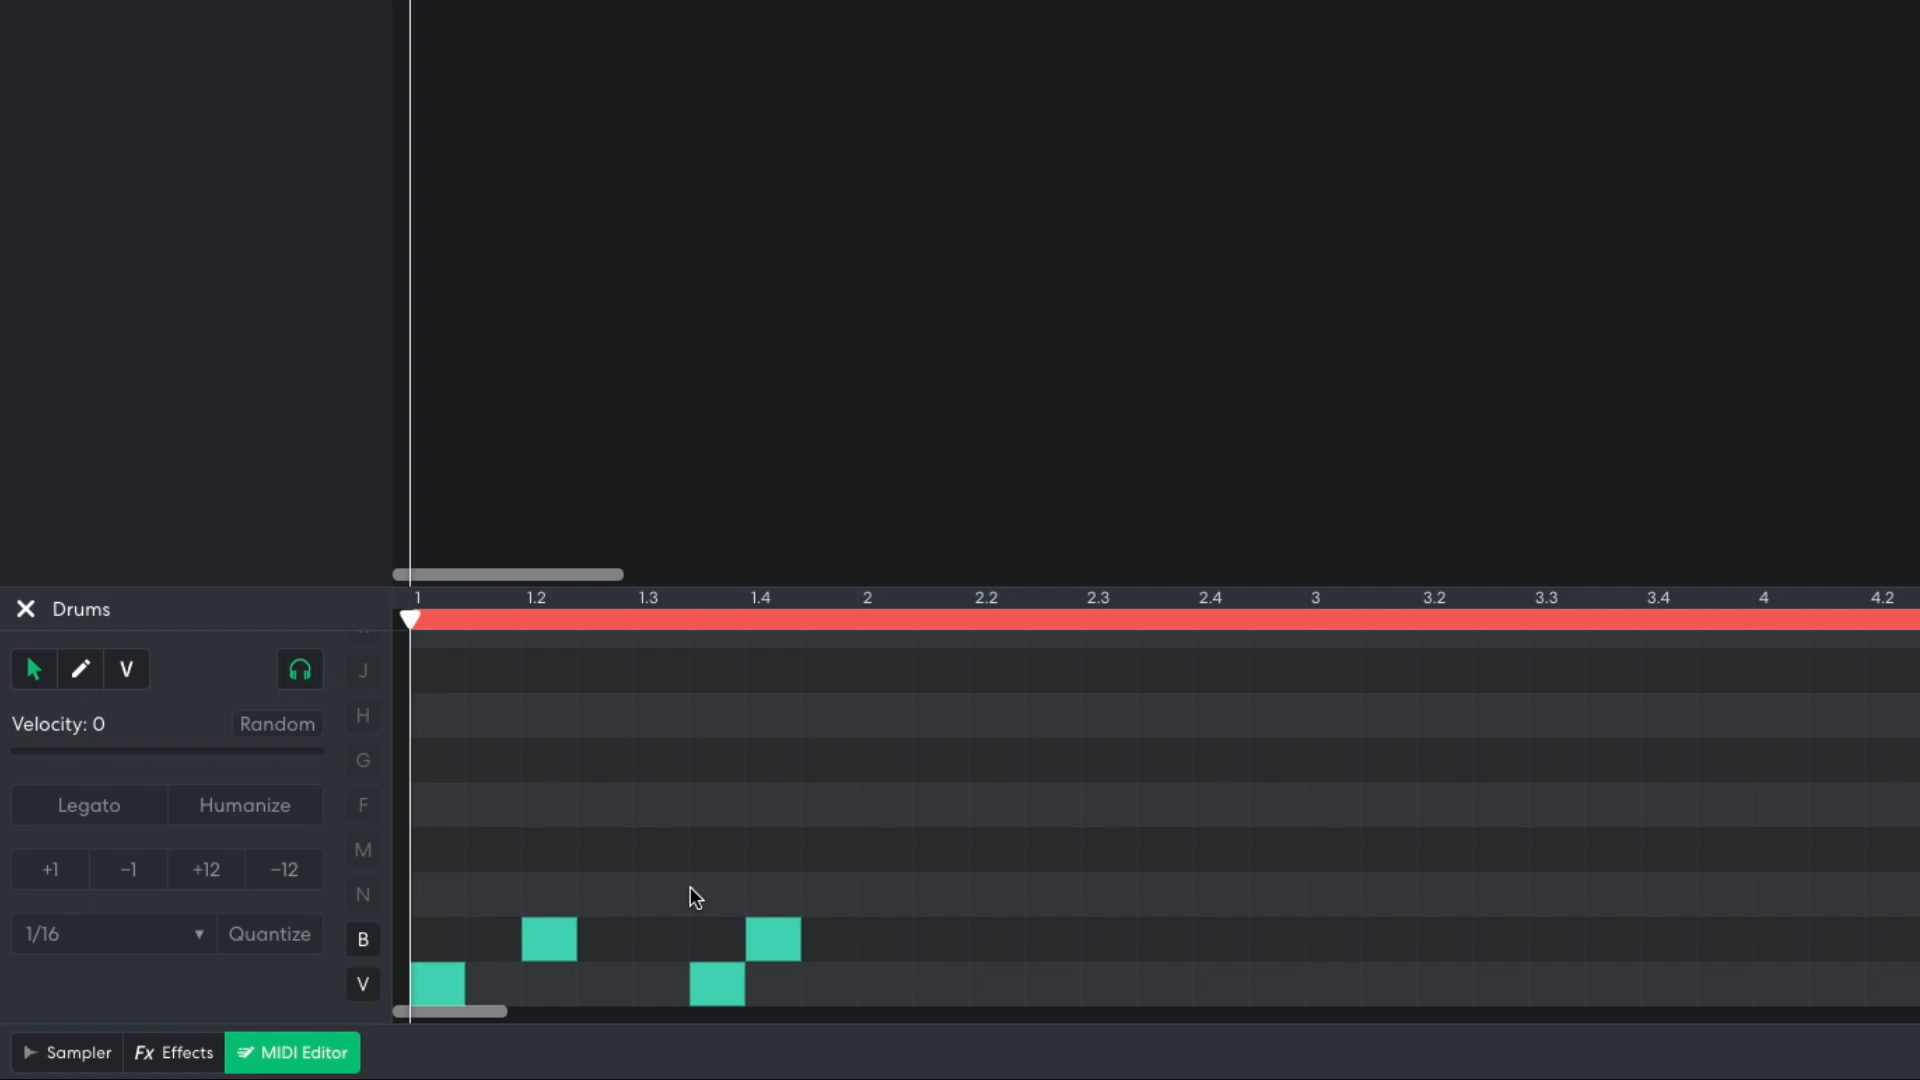 Drums
1 1.2 1.3 1.4 2 2.2 2.3 2.4 3 3.2 3.3 3.4 4 4.2
V
J
Velocity: 0 Random
H
G
Legato Humanize
F
M
+1 −1 +12 −12
N
1/16 Quantize
B
V
Sampler Fx Effects MIDI Editor